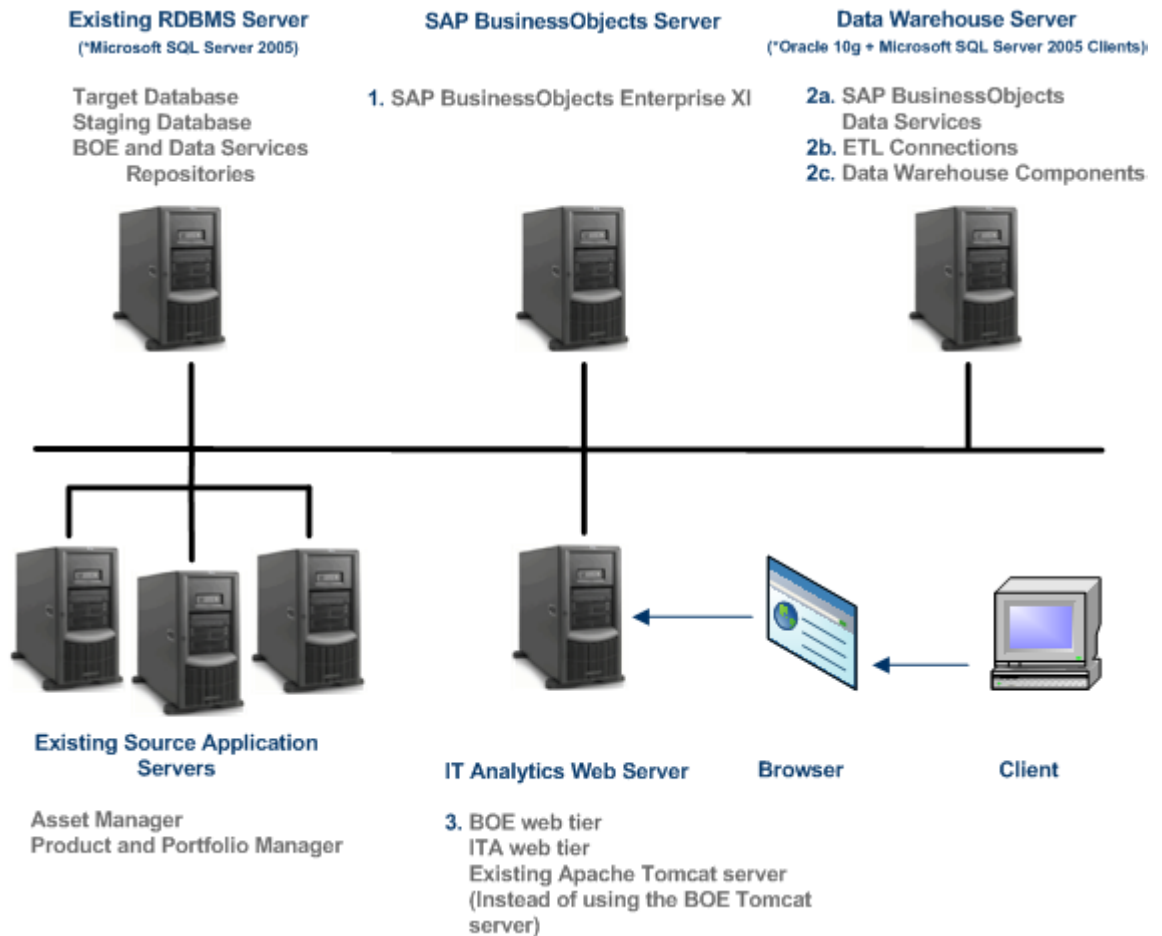 Existing RDBMS Server
(*Microsoft SQL Server 2005)
Target Database
Staging Database
BOE and Data Services
Repositories
SAP BusinessObjects Server
1. SAP BusinessObjects Enterprise XI
Data Warehouse Server
(*Oracle 10g + Microsoft SQL Server 2005 Clients)
2a. SAP BusinessObjects
Data Services
2b. ETL Connections
2c. Data Warehouse Components
Existing Source Application
Servers
Asset Manager
Product and Portfolio Manager
IT Analytics Web Server
3. BOE web tier
ITA web tier
Existing Apache Tomcat server
(Instead of using the BOE Tomcat
server)
Browser
Client